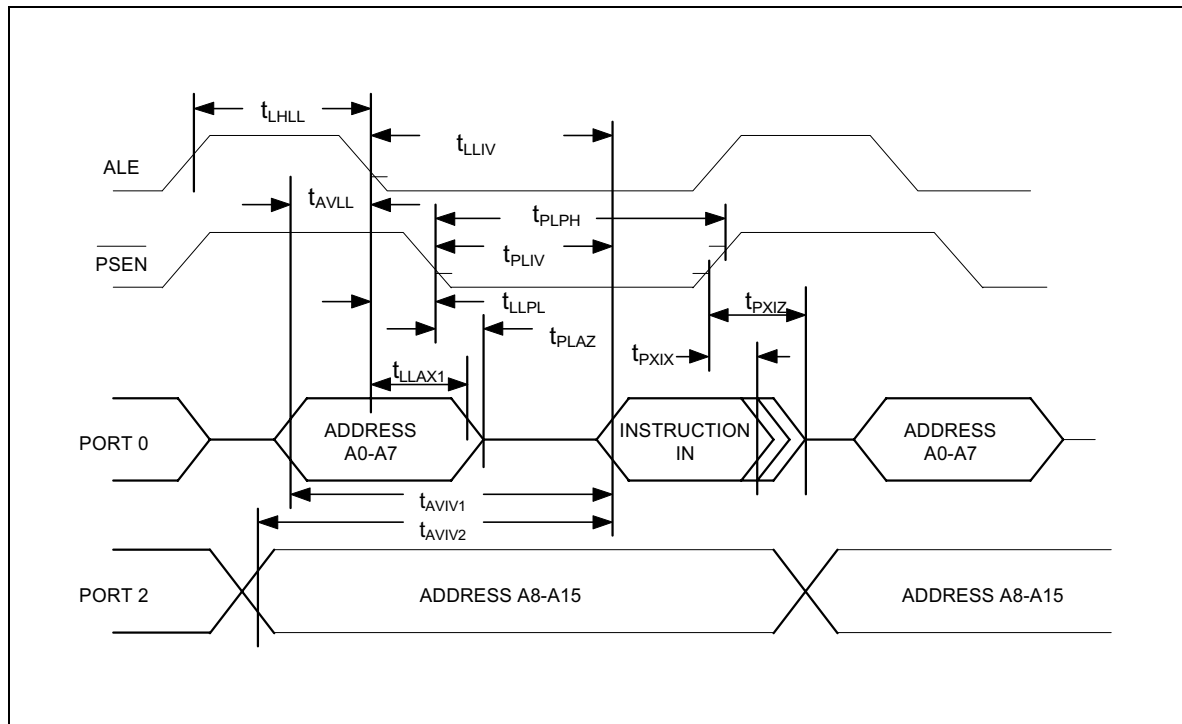 tLHLL
tLLIV
ALE
tAVLL
tPLPH
PSEN
tPLIV
tLLPL
tPXIZ
tPLAZ
tPXIX
tLLAX1
PORT 0
ADDRESS
A0-A7
INSTRUCTION
IN
ADDRESS
A0-A7
tAVIV1
tAVIV2
PORT 2
ADDRESS A8-A15
ADDRESS A8-A15